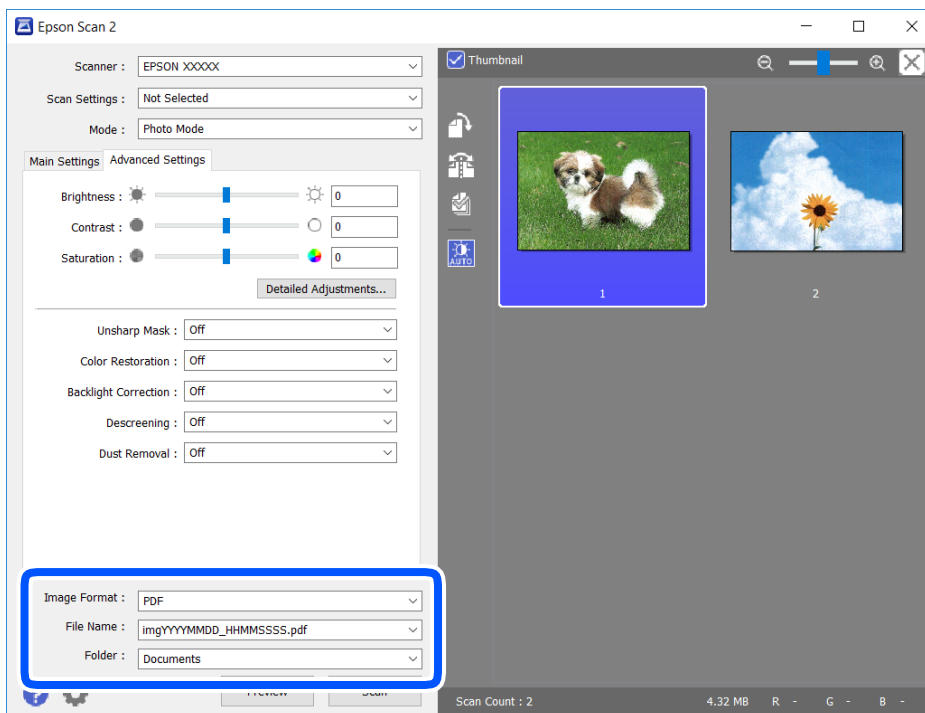 Epson Scan 2
Scanner : EPSON XXXXX
Scan Settings : Not Selected
Mode : Photo Mode
Main Settings Advanced Settings
Brightness : 0
Contrast : 0
Saturation : 0
Detailed Adjustments...
Unsharp Mask : Off
Color Restoration : Off
Backlight Correction : Off
Descreening : Off
Dust Removal : Off
Image Format : PDF
File Name : imgYYYYMMDD_HHMMSSSS.pdf
Folder : Documents
Preview Scan
Thumbnail
AUTO
1 2
Scan Count : 2 4.32 MB R - G - B -